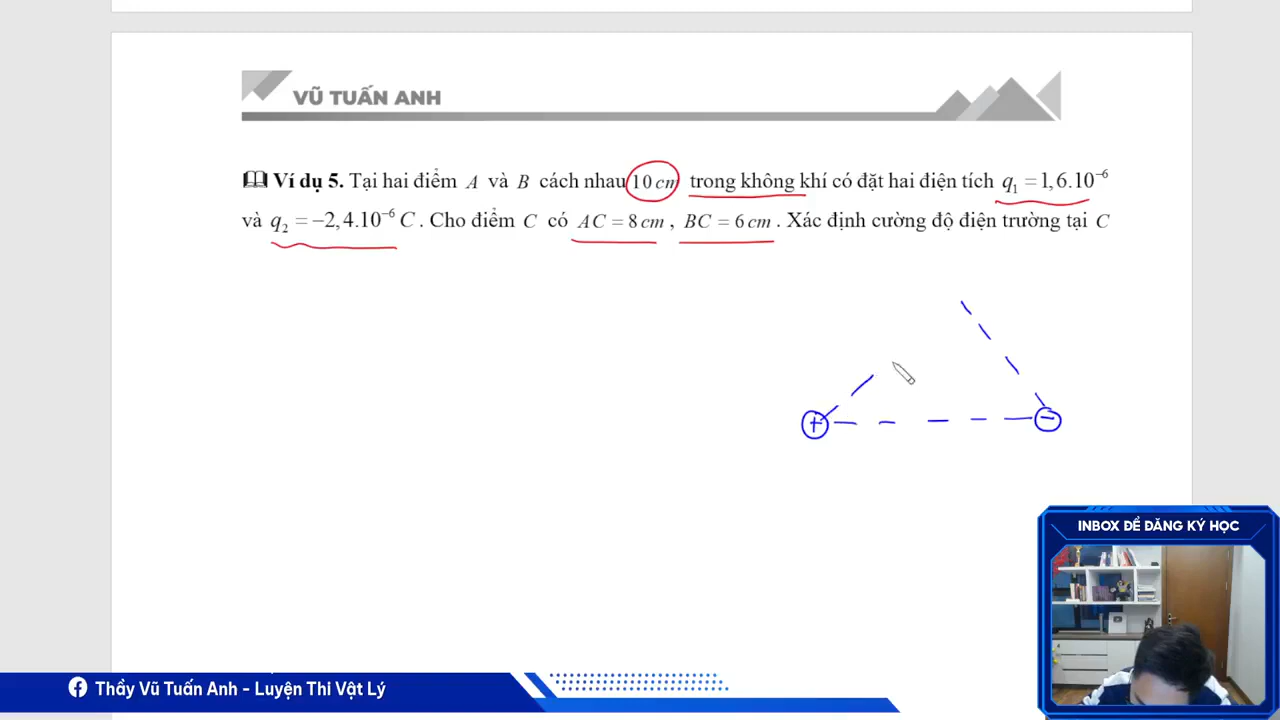 VŨ TUẤN ANH
Ví dụ 5. Tại hai điểm A và B cách nhau 10 cm trong không khí có đặt hai điện tích q₁ = 1,6.10⁻⁶
và q₂ = −2,4.10⁻⁶ C. Cho điểm C có AC = 8 cm, BC = 6 cm. Xác định cường độ điện trường tại C
+ −
INBOX ĐỂ ĐĂNG KÝ HỌC
Thầy Vũ Tuấn Anh - Luyện Thi Vật Lý